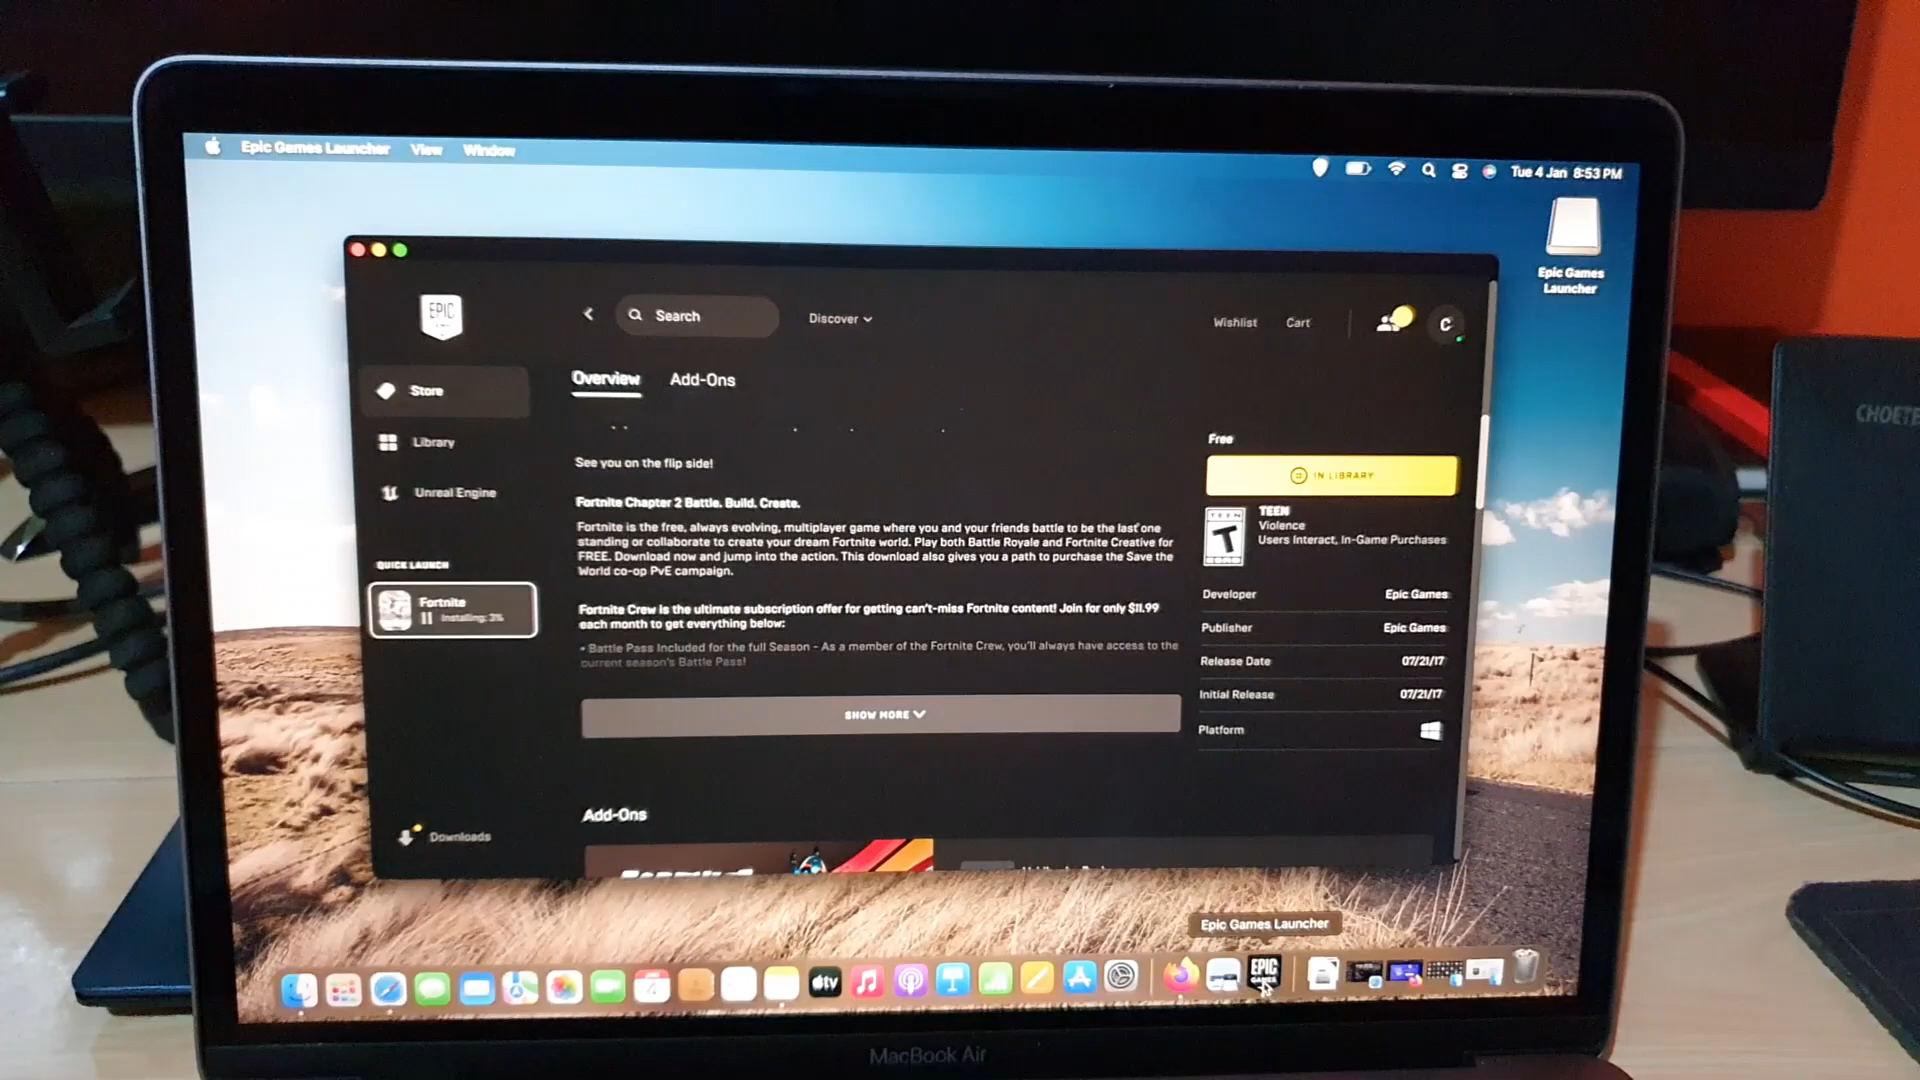 Epic Games Launcher View Window
Tue 4 Jan 8:53 PM
Epic Games
Launcher
EPIC
Search
Discover
Wishlist
Cart
C
Store
Library
Unreal Engine
QUICK LAUNCH
Fortnite
Installing: 3%
Downloads
Overview
Add-Ons
See you on the flip side!
Fortnite Chapter 2 Battle. Build. Create.
Fortnite is the free, always evolving, multiplayer game where you and your friends battle to be the last one
standing or collaborate to create your dream Fortnite world. Play both Battle Royale and Fortnite Creative for
FREE. Download now and jump into the action. This download also gives you a path to purchase the Save the
World co-op PvE campaign.
Fortnite Crew is the ultimate subscription offer for getting can't-miss Fortnite content! Join for only $11.99
each month to get everything below:
• Battle Pass Included for the full Season - As a member of the Fortnite Crew, you'll always have access to the
current season's Battle Pass!
SHOW MORE
Add-Ons
Free
IN LIBRARY
TEEN
T
TEEN
Violence
Users Interact, In-Game Purchases
Developer Epic Games
Publisher Epic Games
Release Date 07/21/17
Initial Release 07/21/17
Platform
Epic Games Launcher
tv
EPIC
GAMES
MacBook Air
CHOETE